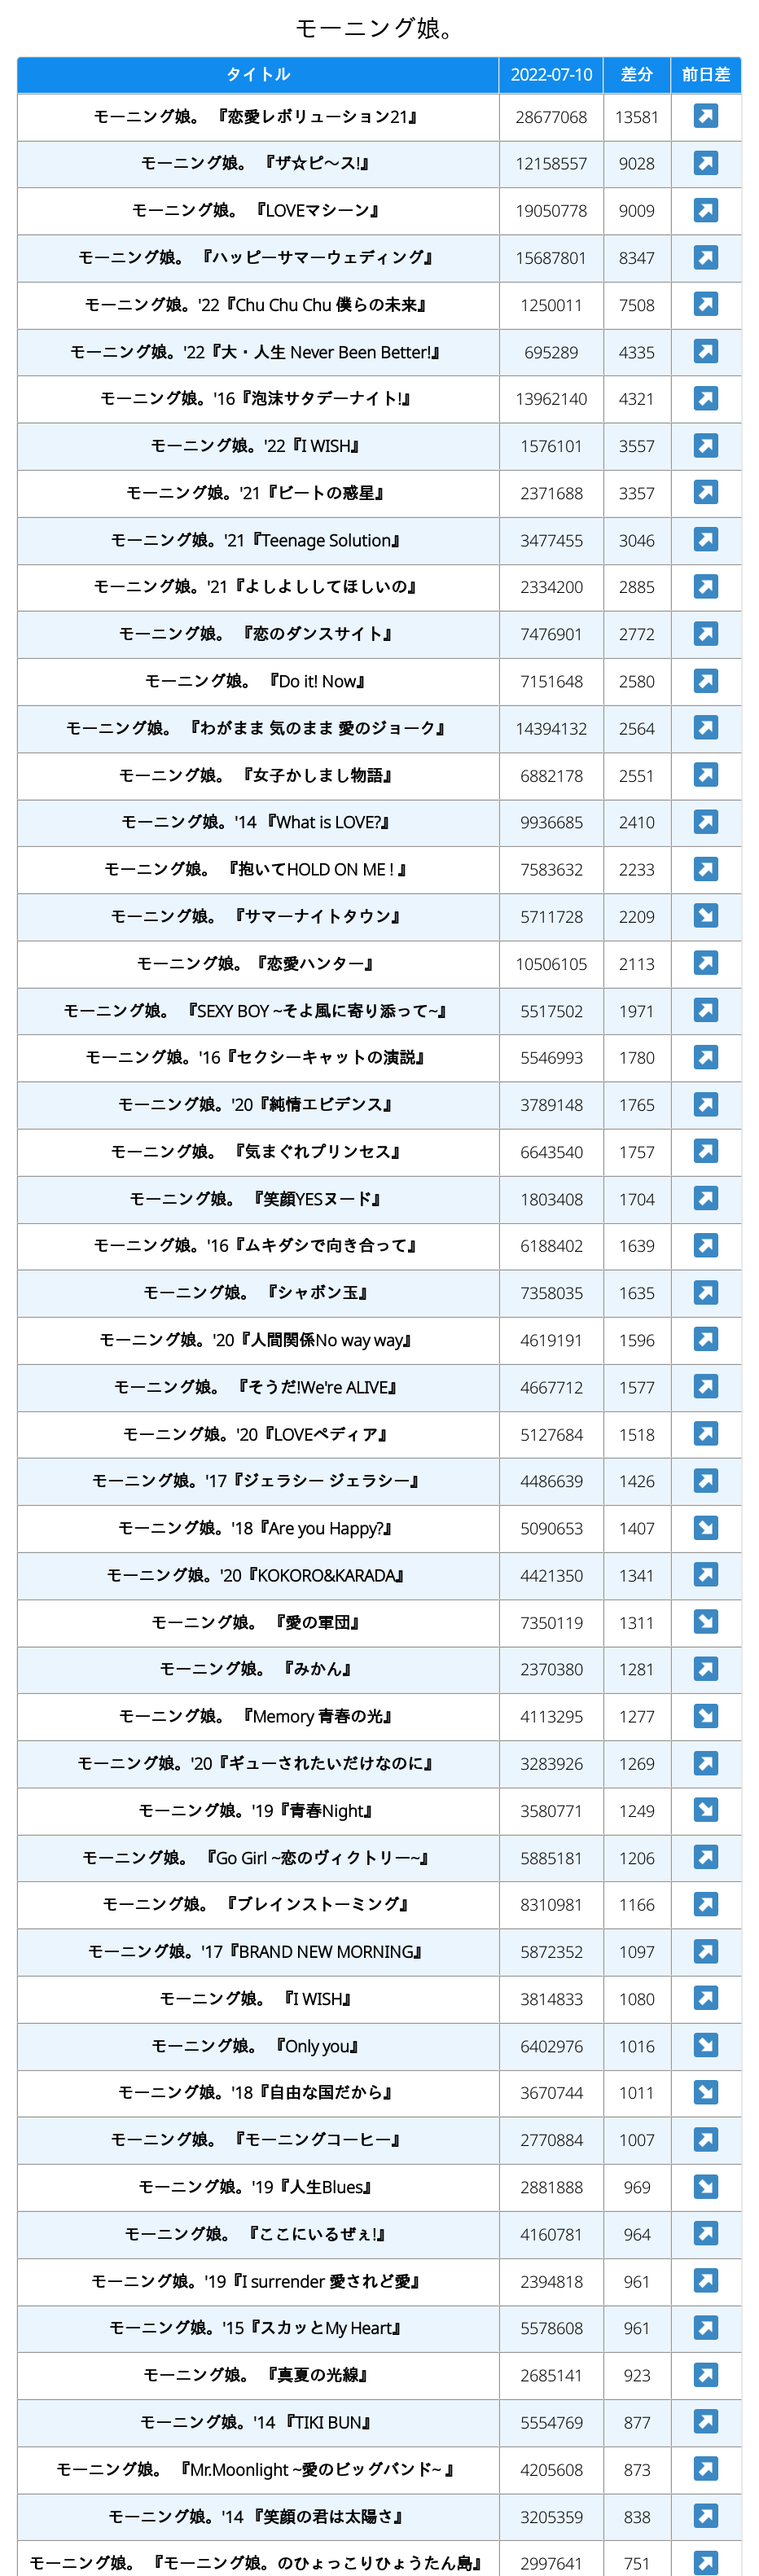 モーニング娘。
タイトル 2022-07-10 差分 前日差
モーニング娘。 『恋愛レボリューション21』 28677068 13581
モーニング娘。 『ザ☆ピ〜ス!』 12158557 9028
モーニング娘。 『LOVEマシーン』 19050778 9009
モーニング娘。 『ハッピーサマーウェディング』 15687801 8347
モーニング娘。'22『Chu Chu Chu 僕らの未来』 1250011 7508
モーニング娘。'22『大・人生 Never Been Better!』 695289 4335
モーニング娘。'16『泡沫サタデーナイト!』 13962140 4321
モーニング娘。'22『I WISH』 1576101 3557
モーニング娘。'21『ビートの惑星』 2371688 3357
モーニング娘。'21『Teenage Solution』 3477455 3046
モーニング娘。'21『よしよししてほしいの』 2334200 2885
モーニング娘。 『恋のダンスサイト』 7476901 2772
モーニング娘。 『Do it! Now』 7151648 2580
モーニング娘。 『わがまま 気のまま 愛のジョーク』 14394132 2564
モーニング娘。 『女子かしまし物語』 6882178 2551
モーニング娘。'14 『What is LOVE?』 9936685 2410
モーニング娘。 『抱いてHOLD ON ME ! 』 7583632 2233
モーニング娘。 『サマーナイトタウン』 5711728 2209
モーニング娘。『恋愛ハンター』 10506105 2113
モーニング娘。 『SEXY BOY ~そよ風に寄り添って~』 5517502 1971
モーニング娘。'16『セクシーキャットの演説』 5546993 1780
モーニング娘。'20『純情エビデンス』 3789148 1765
モーニング娘。 『気まぐれプリンセス』 6643540 1757
モーニング娘。 『笑顔YESヌード』 1803408 1704
モーニング娘。'16『ムキダシで向き合って』 6188402 1639
モーニング娘。 『シャボン玉』 7358035 1635
モーニング娘。'20『人間関係No way way』 4619191 1596
モーニング娘。 『そうだ!We're ALIVE』 4667712 1577
モーニング娘。'20『LOVEペディア』 5127684 1518
モーニング娘。'17『ジェラシー ジェラシー』 4486639 1426
モーニング娘。'18『Are you Happy?』 5090653 1407
モーニング娘。'20『KOKORO&KARADA』 4421350 1341
モーニング娘。 『愛の軍団』 7350119 1311
モーニング娘。 『みかん』 2370380 1281
モーニング娘。 『Memory 青春の光』 4113295 1277
モーニング娘。'20『ギューされたいだけなのに』 3283926 1269
モーニング娘。'19『青春Night』 3580771 1249
モーニング娘。 『Go Girl ~恋のヴィクトリー~』 5885181 1206
モーニング娘。 『ブレインストーミング』 8310981 1166
モーニング娘。'17『BRAND NEW MORNING』 5872352 1097
モーニング娘。 『I WISH』 3814833 1080
モーニング娘。 『Only you』 6402976 1016
モーニング娘。'18『自由な国だから』 3670744 1011
モーニング娘。 『モーニングコーヒー』 2770884 1007
モーニング娘。'19『人生Blues』 2881888 969
モーニング娘。 『ここにいるぜぇ!』 4160781 964
モーニング娘。'19『I surrender 愛されど愛』 2394818 961
モーニング娘。'15『スカッとMy Heart』 5578608 961
モーニング娘。 『真夏の光線』 2685141 923
モーニング娘。'14 『TIKI BUN』 5554769 877
モーニング娘。 『Mr.Moonlight ~愛のビッグバンド~ 』 4205608 873
モーニング娘。'14 『笑顔の君は太陽さ』 3205359 838
モーニング娘。 『モーニング娘。のひょっこりひょうたん島』 2997641 751